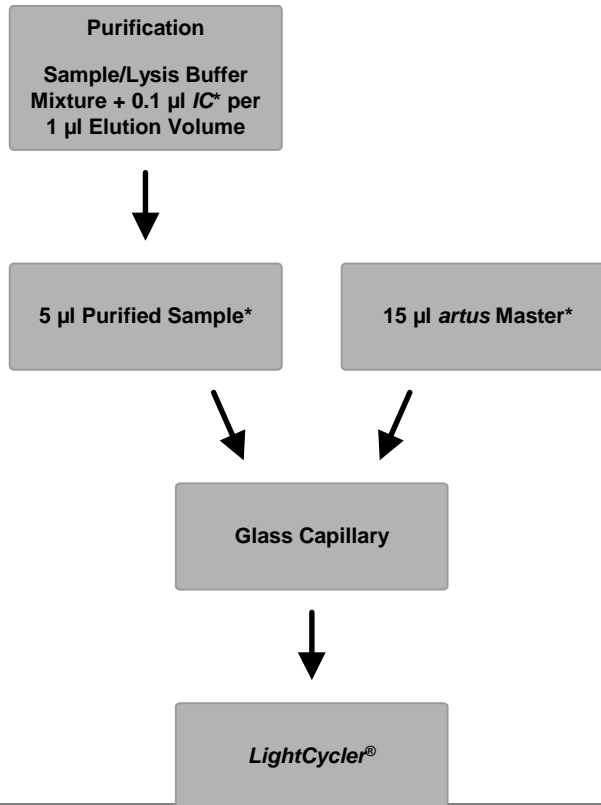 Purification
Sample/Lysis Buffer
Mixture + 0.1 µl IC* per
1 µl Elution Volume
5 µl Purified Sample*
15 µl artus Master*
Glass Capillary
LightCycler®